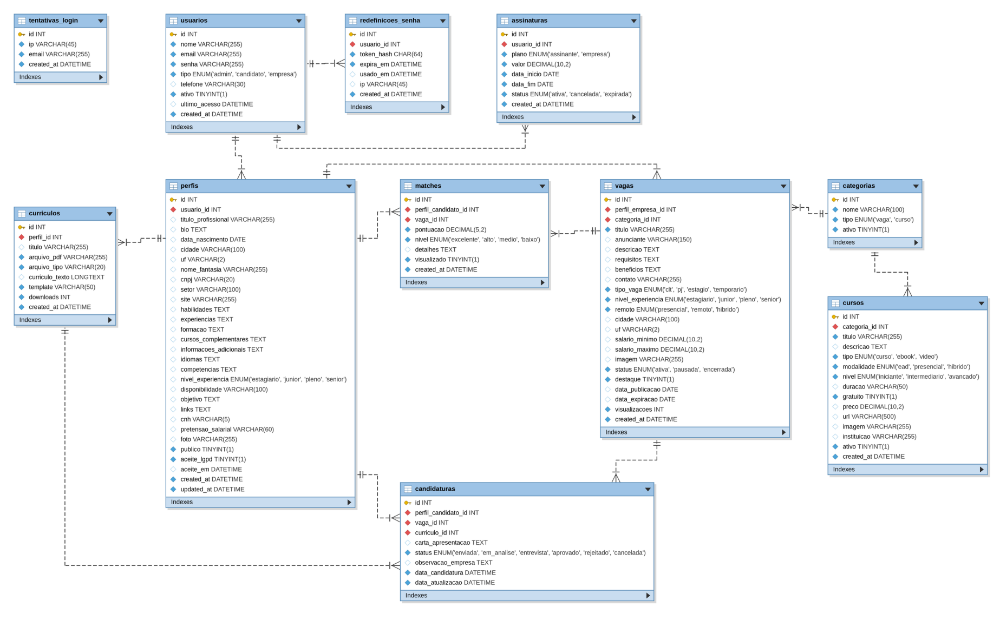 tentativas_login
id INT
ip VARCHAR(45)
email VARCHAR(255)
created_at DATETIME
Indexes
usuarios
id INT
nome VARCHAR(255)
email VARCHAR(255)
senha VARCHAR(255)
tipo ENUM('admin', 'candidato', 'empresa')
telefone VARCHAR(30)
ativo TINYINT(1)
ultimo_acesso DATETIME
created_at DATETIME
Indexes
redefinicoes_senha
id INT
usuario_id INT
token_hash CHAR(64)
expira_em DATETIME
usado_em DATETIME
ip VARCHAR(45)
created_at DATETIME
Indexes
assinaturas
id INT
usuario_id INT
plano ENUM('assinante', 'empresa')
valor DECIMAL(10,2)
data_inicio DATE
data_fim DATE
status ENUM('ativa', 'cancelada', 'expirada')
created_at DATETIME
Indexes
curriculos
id INT
perfil_id INT
titulo VARCHAR(255)
arquivo_pdf VARCHAR(255)
arquivo_tipo VARCHAR(20)
curriculo_texto LONGTEXT
template VARCHAR(50)
downloads INT
created_at DATETIME
Indexes
perfis
id INT
usuario_id INT
titulo_profissional VARCHAR(255)
bio TEXT
data_nascimento DATE
cidade VARCHAR(100)
uf VARCHAR(2)
nome_fantasia VARCHAR(255)
cnpj VARCHAR(20)
setor VARCHAR(100)
site VARCHAR(255)
habilidades TEXT
experiencias TEXT
formacao TEXT
cursos_complementares TEXT
informacoes_adicionais TEXT
idiomas TEXT
competencias TEXT
nivel_experiencia ENUM('estagiario', 'junior', 'pleno', 'senior')
disponibilidade VARCHAR(100)
objetivo TEXT
links TEXT
cnh VARCHAR(5)
pretensao_salarial VARCHAR(60)
foto VARCHAR(255)
publico TINYINT(1)
aceite_lgpd TINYINT(1)
aceite_em DATETIME
created_at DATETIME
updated_at DATETIME
Indexes
matches
id INT
perfil_candidato_id INT
vaga_id INT
pontuacao DECIMAL(5,2)
nivel ENUM('excelente', 'alto', 'medio', 'baixo')
detalhes TEXT
visualizado TINYINT(1)
created_at DATETIME
Indexes
vagas
id INT
perfil_empresa_id INT
categoria_id INT
titulo VARCHAR(255)
anunciante VARCHAR(150)
descricao TEXT
requisitos TEXT
beneficios TEXT
contato VARCHAR(255)
tipo_vaga ENUM('clt', 'pj', 'estagio', 'temporario')
nivel_experiencia ENUM('estagiario', 'junior', 'pleno', 'senior')
remoto ENUM('presencial', 'remoto', 'hibrido')
cidade VARCHAR(100)
uf VARCHAR(2)
salario_minimo DECIMAL(10,2)
salario_maximo DECIMAL(10,2)
imagem VARCHAR(255)
status ENUM('ativa', 'pausada', 'encerrada')
destaque TINYINT(1)
data_publicacao DATE
data_expiracao DATE
visualizacoes INT
created_at DATETIME
Indexes
categorias
id INT
nome VARCHAR(100)
tipo ENUM('vaga', 'curso')
ativo TINYINT(1)
Indexes
cursos
id INT
categoria_id INT
titulo VARCHAR(255)
descricao TEXT
tipo ENUM('curso', 'ebook', 'video')
modalidade ENUM('ead', 'presencial', 'hibrido')
nivel ENUM('iniciante', 'intermediario', 'avancado')
duracao VARCHAR(50)
gratuito TINYINT(1)
preco DECIMAL(10,2)
url VARCHAR(500)
imagem VARCHAR(255)
instituicao VARCHAR(255)
ativo TINYINT(1)
created_at DATETIME
Indexes
candidaturas
id INT
perfil_candidato_id INT
vaga_id INT
curriculo_id INT
carta_apresentacao TEXT
status ENUM('enviada', 'em_analise', 'entrevista', 'aprovado', 'rejeitado', 'cancelada')
observacao_empresa TEXT
data_candidatura DATETIME
data_atualizacao DATETIME
Indexes